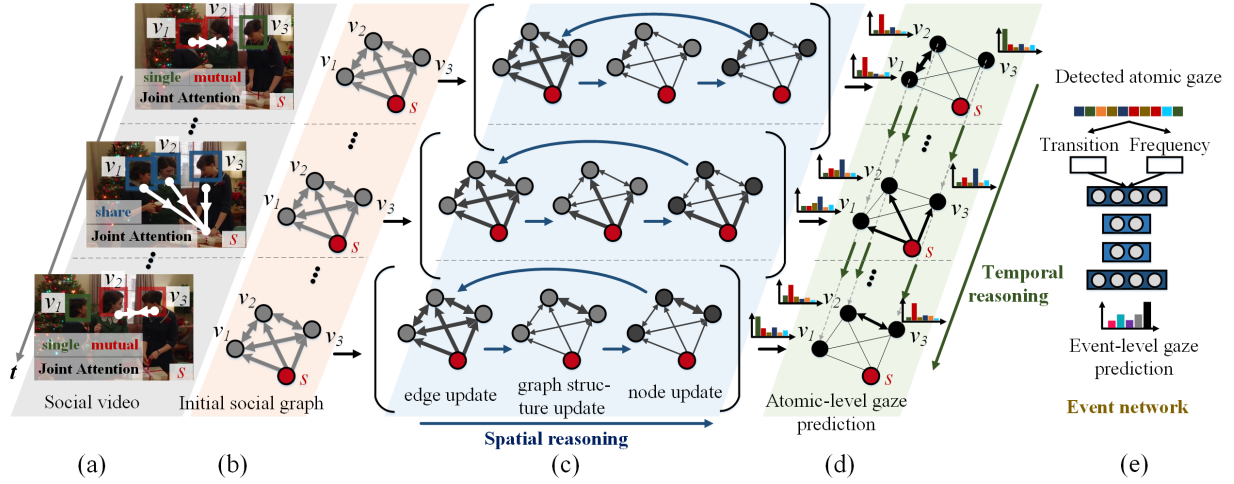 v1
v2
v3
single mutual
Joint Attention
s
v1
v2
v3
share
Joint Attention
s
v1
v2
v3
single mutual
Joint Attention
s
t
Social video
(a)
v2
v1
v3
s
v2
v1
v3
s
v2
v1
v3
s
Initial social graph
(b)
edge update
graph struc-
ture update
node update
Spatial reasoning
(c)
v2
v1
v3
s
v2
v1
v3
s
v2
v1
v3
s
Atomic-level gaze
prediction
(d)
Temporal
reasoning
Detected atomic gaze
Transition
Frequency
Event-level gaze
prediction
Event network
(e)